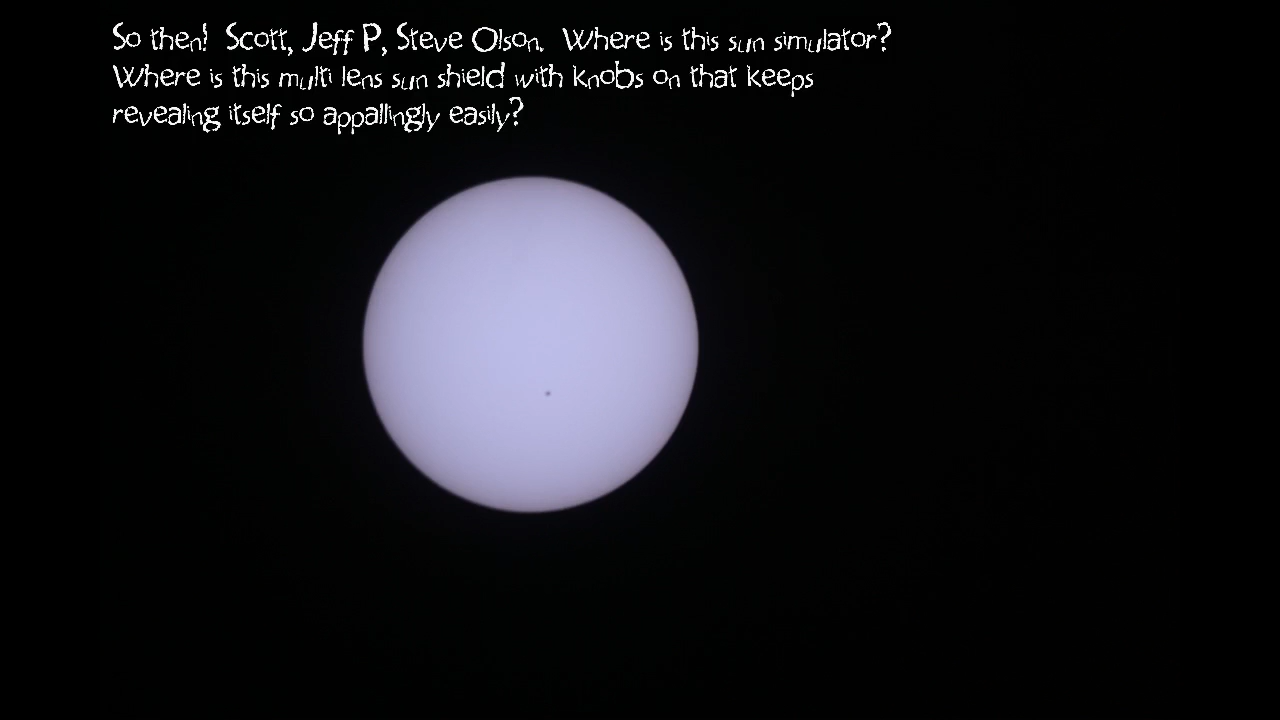 So then!  Scott, Jeff P, Steve Olson.  Where is this sun simulator?
Where is this multi lens sun shield with knobs on that keeps
revealing itself so appallingly easily?